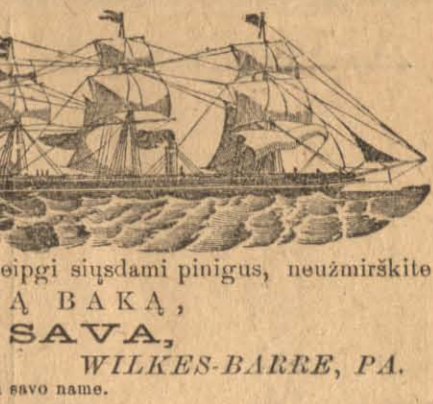 eipgi siųsdami pinigus, neužmirškite
Ą BAKĄ,
SAVA,
WILKES-BARRE, PA.
savo name.